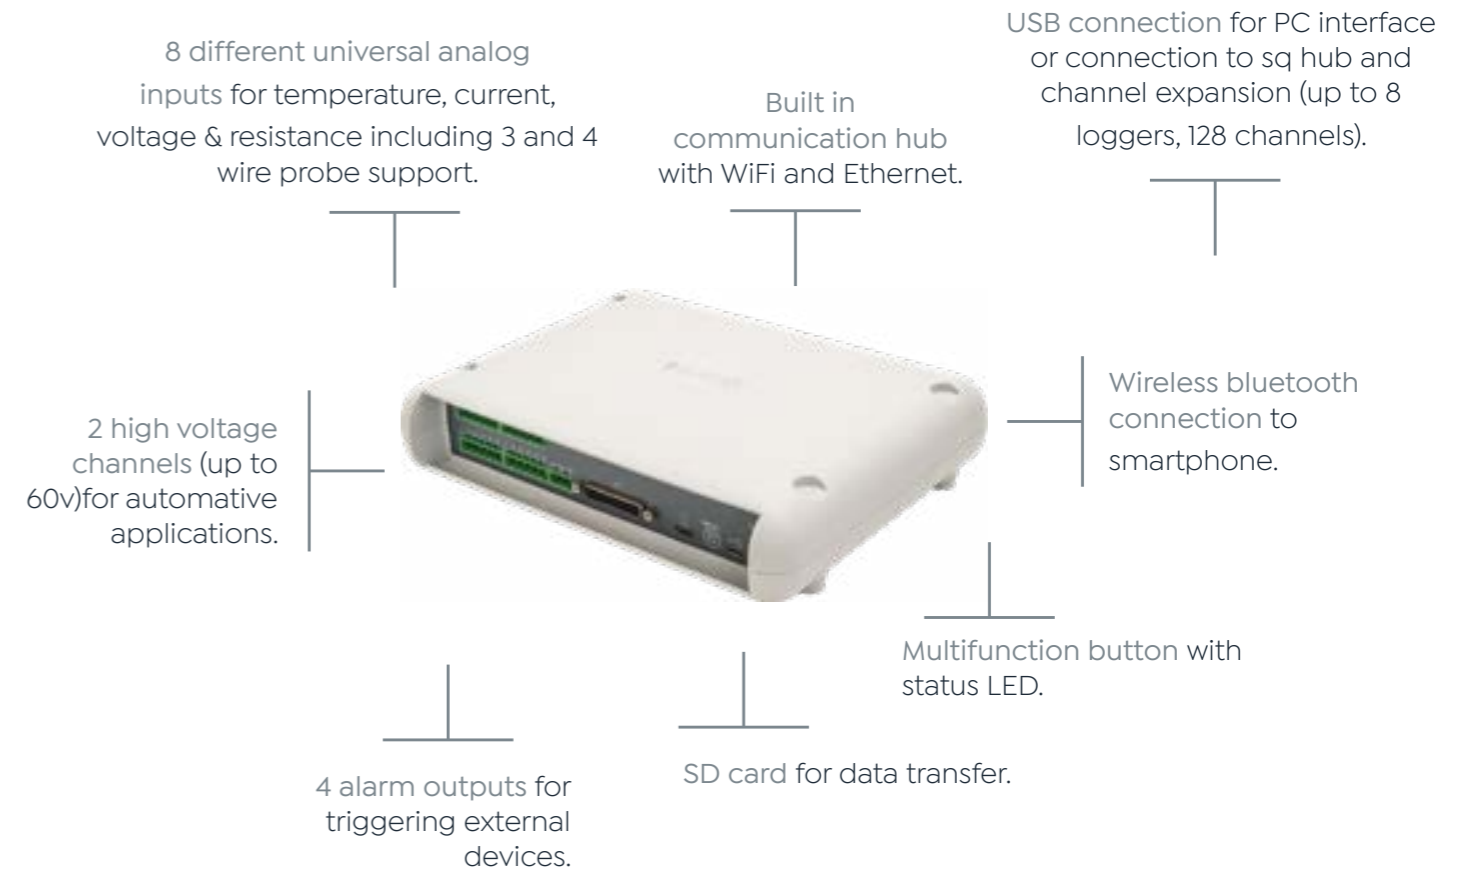 8 different universal analog
inputs for temperature, current,
voltage & resistance including 3 and 4
wire probe support.
Built in
communication hub
with WiFi and Ethernet.
USB connection for PC interface
or connection to sq hub and
channel expansion (up to 8
loggers, 128 channels).
2 high voltage
channels (up to
60v)for automative
applications.
Wireless bluetooth
connection to
smartphone.
Multifunction button with
status LED.
4 alarm outputs for
triggering external
devices.
SD card for data transfer.